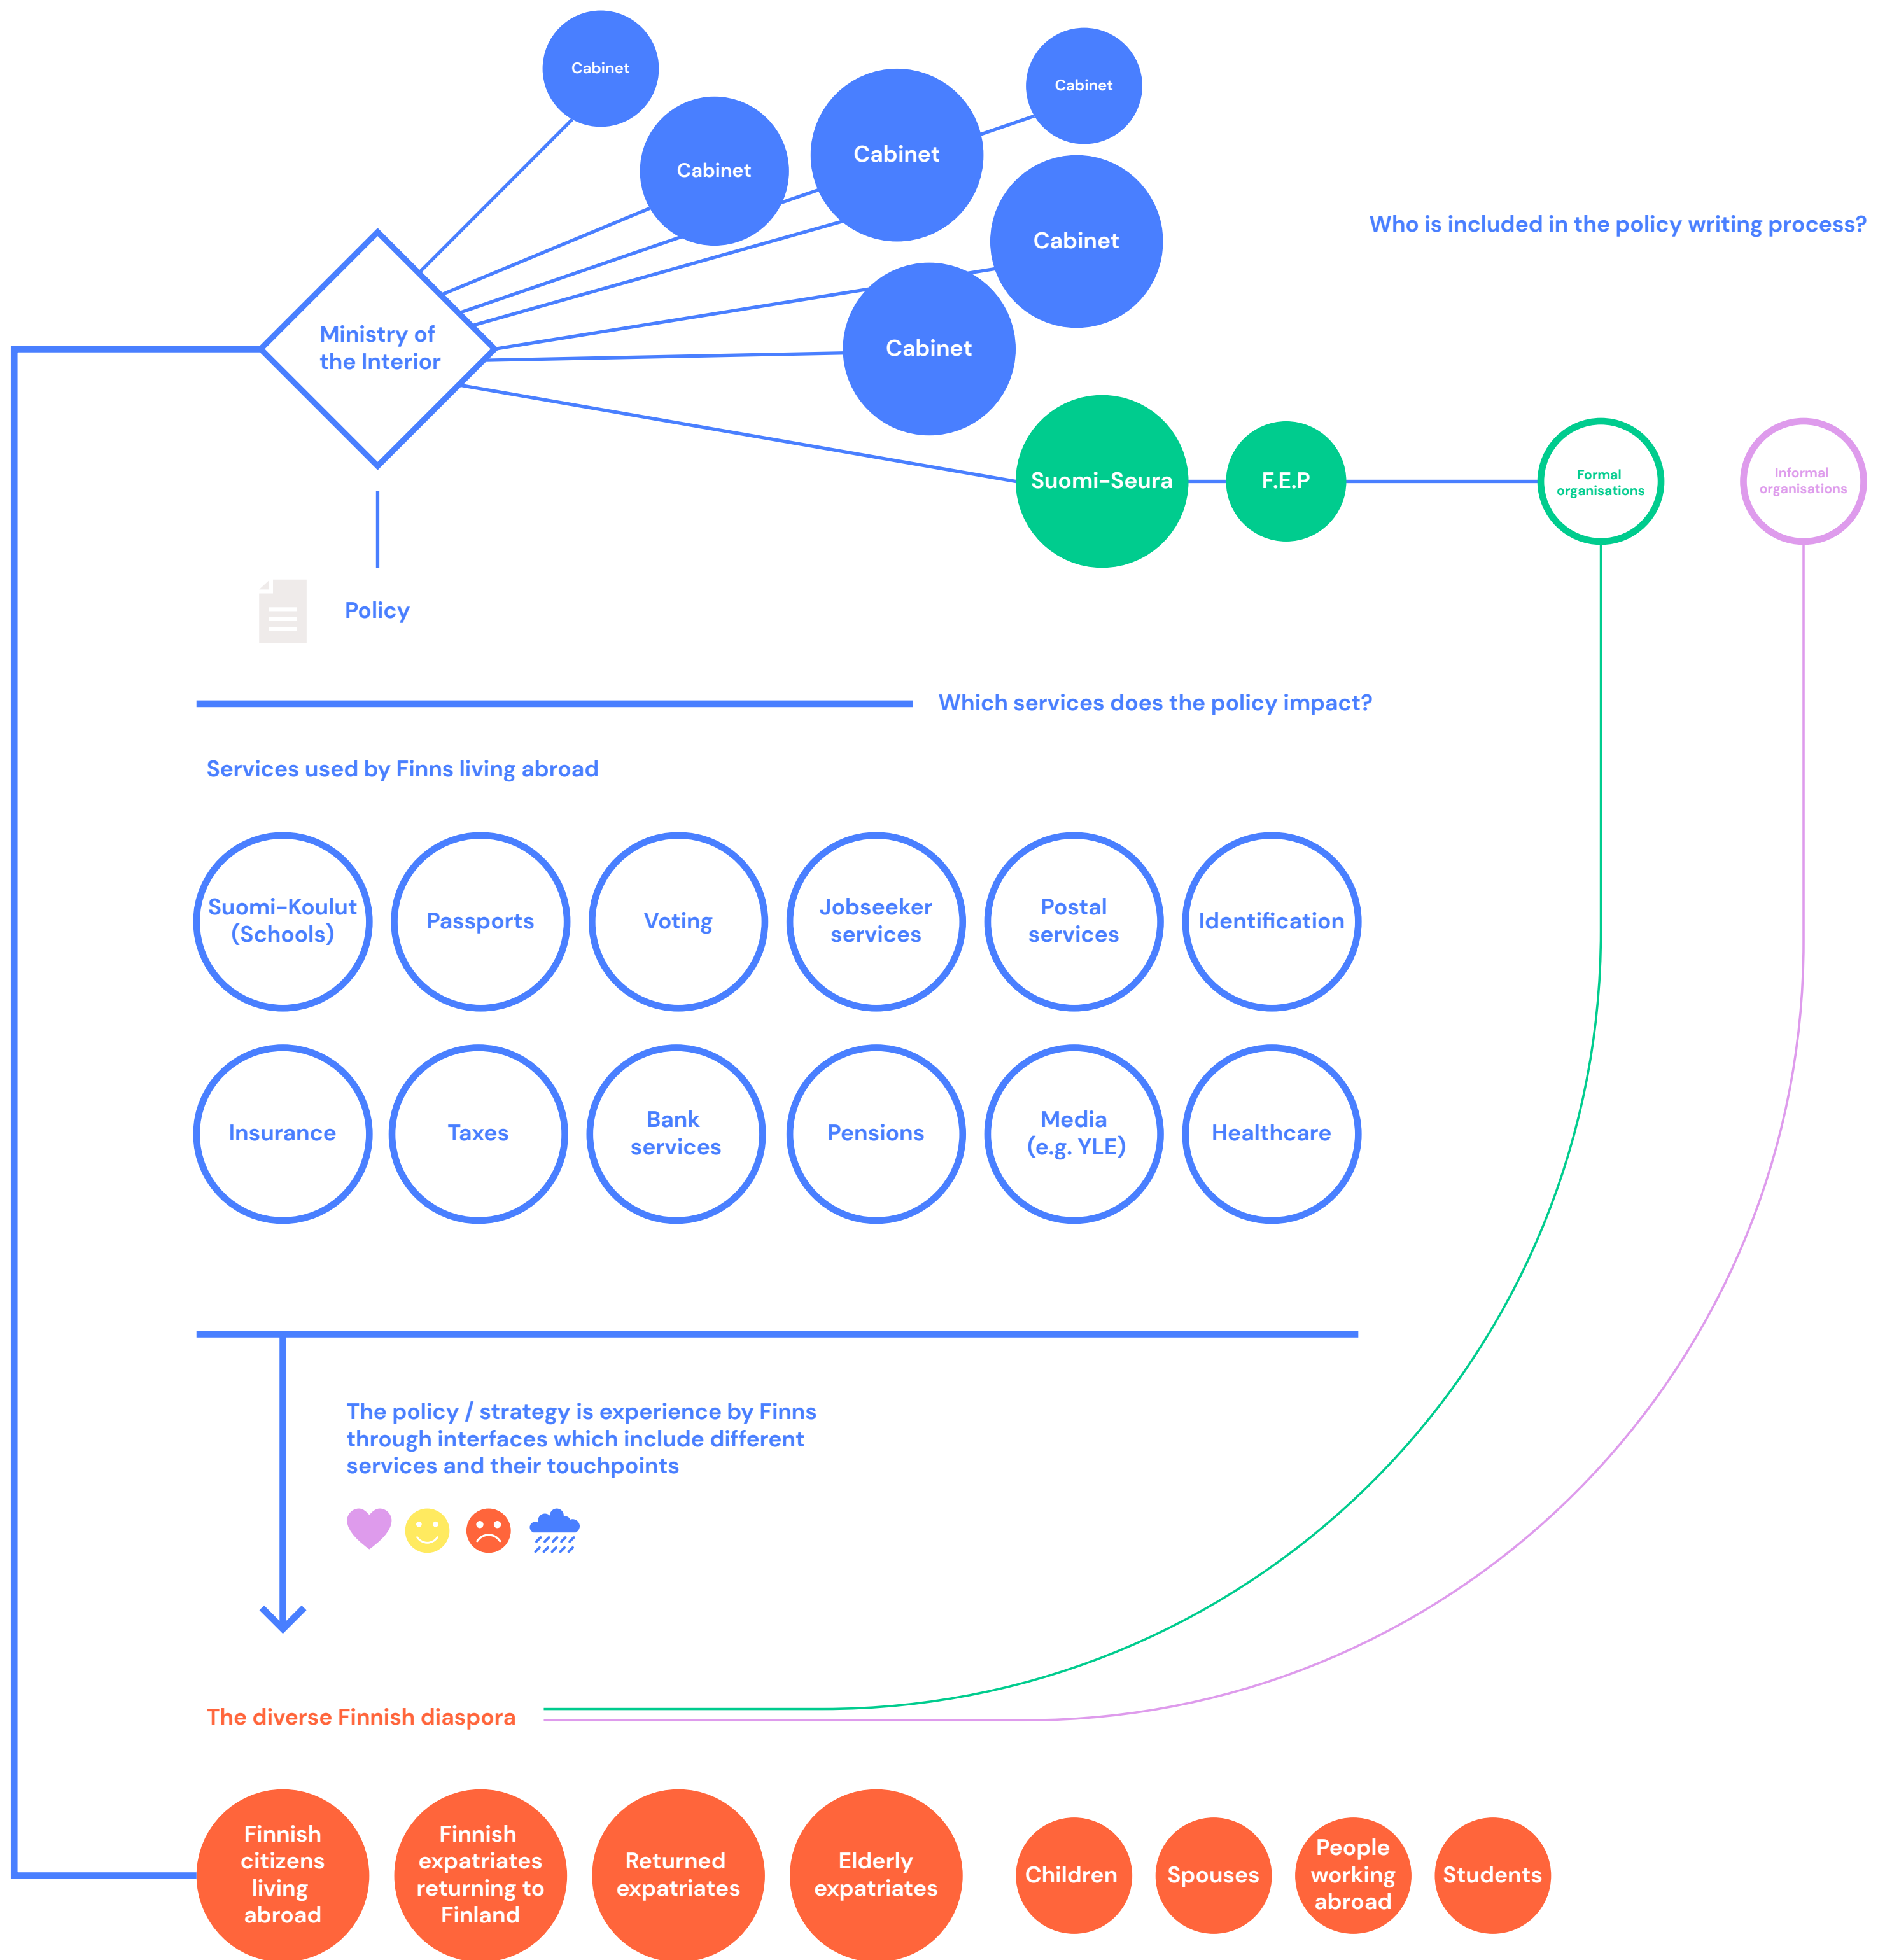 Cabinet
Cabinet
Cabinet
Cabinet
Cabinet
Cabinet
Who is included in the policy writing process?
Ministry of
the Interior
Suomi-Seura
F.E.P
Formal
organisations
Informal
organisations
Policy
Which services does the policy impact?
Services used by Finns living abroad
Suomi-Koulut
(Schools)
Passports
Voting
Jobseeker
services
Postal
services
Identification
Insurance
Taxes
Bank
services
Pensions
Media
(e.g. YLE)
Healthcare
The policy / strategy is experience by Finns
through interfaces which include different
services and their touchpoints
The diverse Finnish diaspora
Finnish
citizens
living
abroad
Finnish
expatriates
returning to
Finland
Returned
expatriates
Elderly
expatriates
Children
Spouses
People
working
abroad
Students